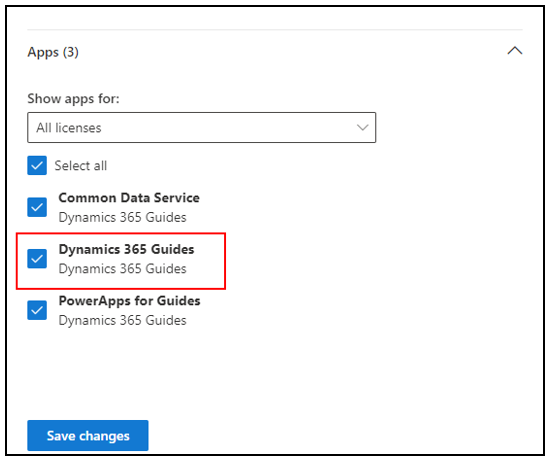 Apps (3)
Show apps for:
All licenses
Select all
Common Data Service
Dynamics 365 Guides
Dynamics 365 Guides
Dynamics 365 Guides
PowerApps for Guides
Dynamics 365 Guides
Save changes